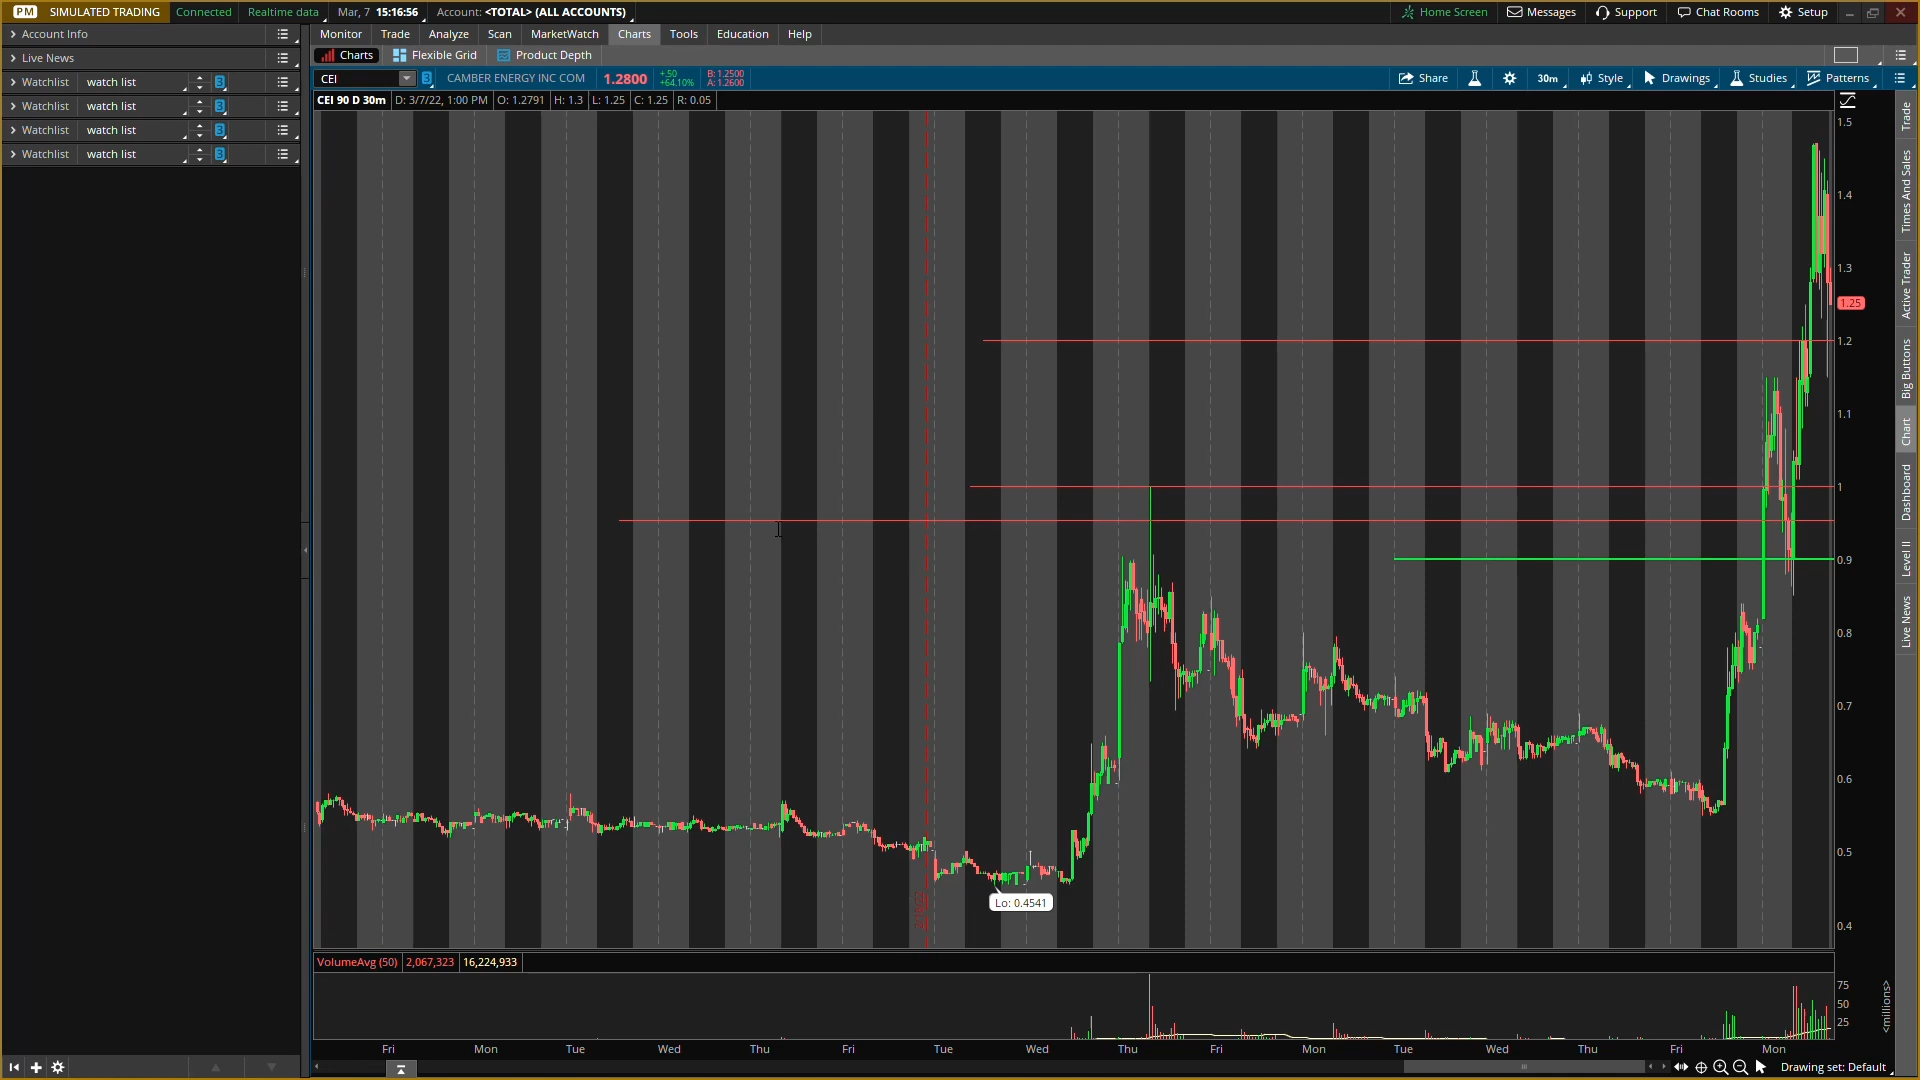 PM SIMULATED TRADING Connected Realtime data Mar, 7 15:16:56 Account: <TOTAL> (ALL ACCOUNTS) Home Screen Messages Support Chat Rooms Setup
Account Info
Live News
Watchlist watch list 3
Watchlist watch list 3
Watchlist watch list 3
Watchlist watch list 3
Monitor Trade Analyze Scan MarketWatch Charts Tools Education Help
Charts Flexible Grid Product Depth
CEI 3 CAMBER ENERGY INC COM 1.2800 +.50 +64.10% B: 1.2500 A: 1.2600 Share 30m Style Drawings Studies Patterns
CEI 90 D 30m D: 3/7/22, 1:00 PM O: 1.2791 H: 1.3 L: 1.25 C: 1.25 R: 0.05
1.5
1.4
1.3
1.25
1.2
1.1
1
0.9
0.8
0.7
0.6
0.5
0.4
Lo: 0.4541
VolumeAvg (50) 2,067,323 16,224,933
75
50
25
<millions>
Fri Mon Tue Wed Thu Fri Tue Wed Thu Fri Mon Tue Wed Thu Fri Mon
Drawing set: Default
Trade
Times And Sales
Active Trader
Big Buttons
Chart
Dashboard
Level II
Live News